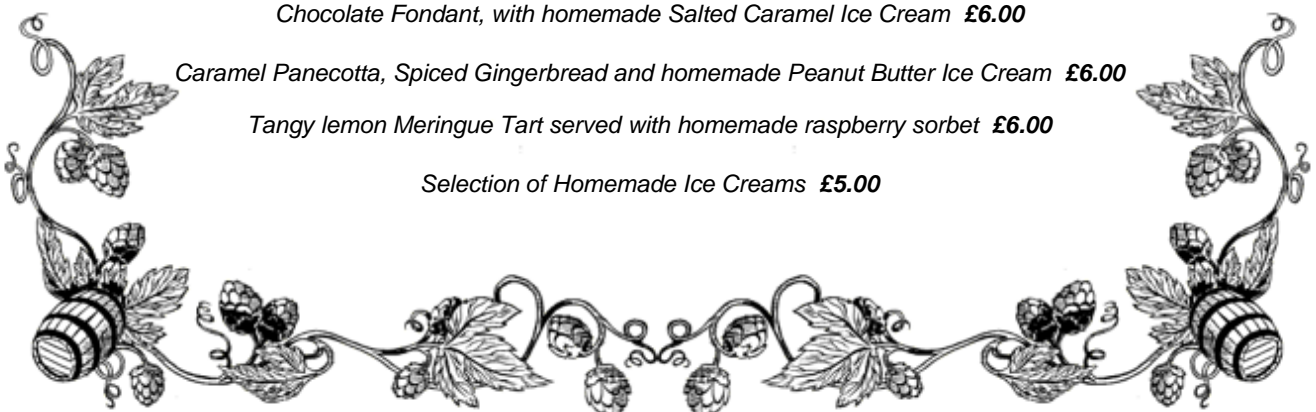 Chocolate Fondant, with homemade Salted Caramel Ice Cream £6.00
Caramel Panecotta, Spiced Gingerbread and homemade Peanut Butter Ice Cream £6.00
Tangy lemon Meringue Tart served with homemade raspberry sorbet £6.00
Selection of Homemade Ice Creams £5.00